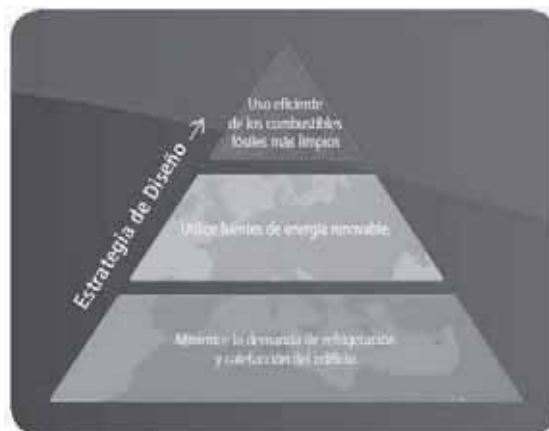 Uso eficiente
de los combustibles
fósiles más limpios
Estrategia de Diseño
Utilice fuentes de energía renovable.
Minimice la demanda de refrigeración
y calefacción del edificio.